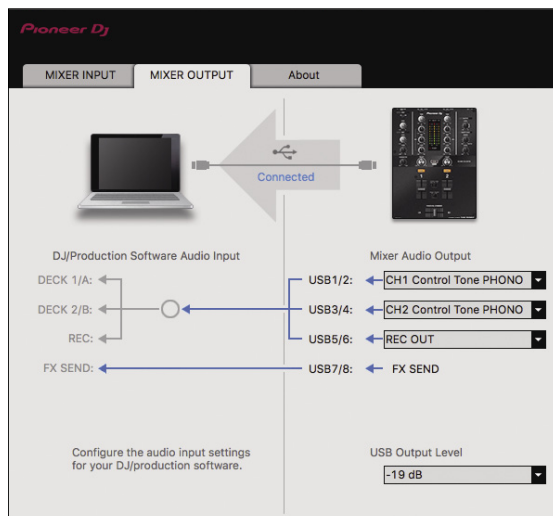 Pioneer Dj
MIXER INPUT
MIXER OUTPUT
About
Connected
DJ/Production Software Audio Input
Mixer Audio Output
DECK 1/A:
USB1/2:
CH1 Control Tone PHONO
DECK 2/B:
USB3/4:
CH2 Control Tone PHONO
REC:
USB5/6:
REC OUT
FX SEND:
USB7/8:
FX SEND
Configure the audio input settings
for your DJ/production software.
USB Output Level
-19 dB